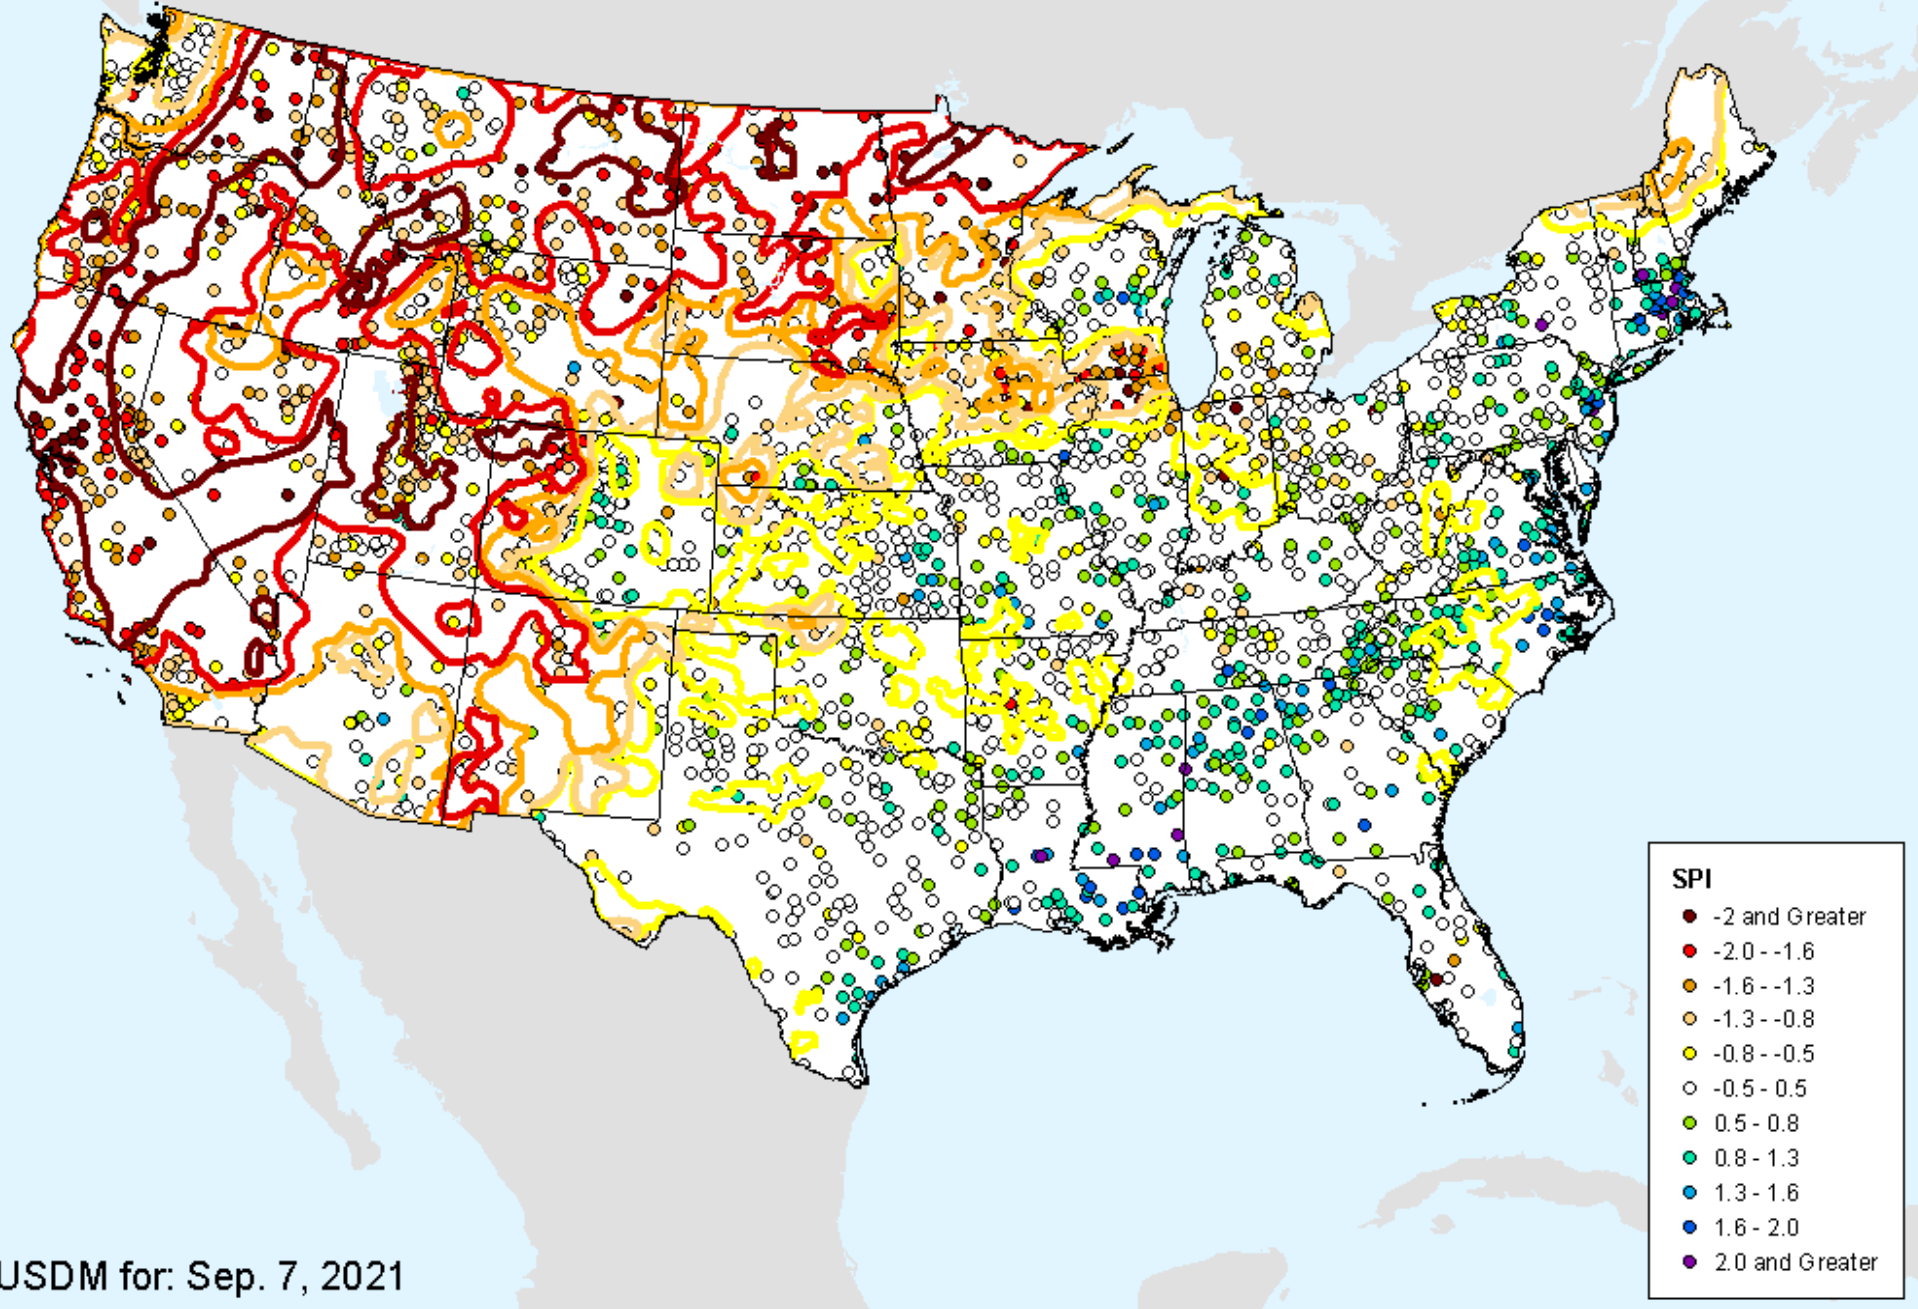 SPI
-2 and Greater
-2.0 - -1.6
-1.6 - -1.3
-1.3 - -0.8
-0.8 - -0.5
-0.5 - 0.5
0.5 - 0.8
0.8 - 1.3
1.3 - 1.6
1.6 - 2.0
2.0 and Greater
USDM for: Sep. 7, 2021